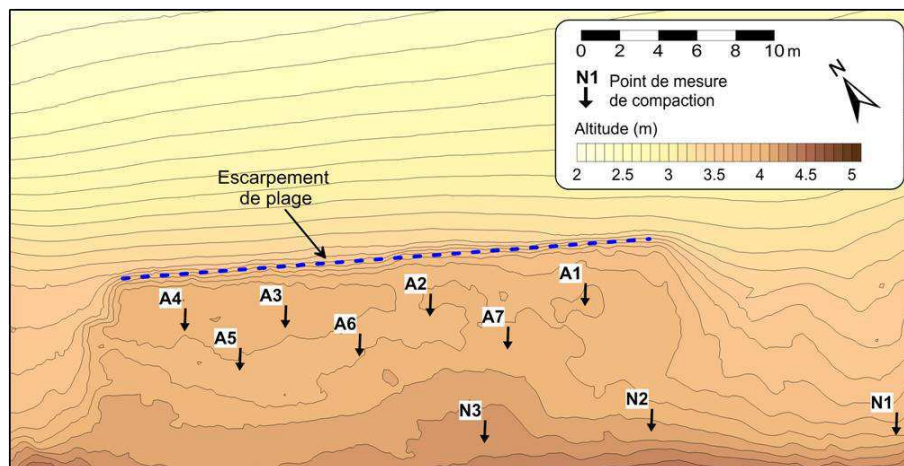 0 2 4 6 8 10 m
N1 Point de mesure
de compaction
Altitude (m)
2 2.5 3 3.5 4 4.5 5
Escarpement
de plage
A1
A2
A3
A4
A7
A6
A5
N3
N2
N1